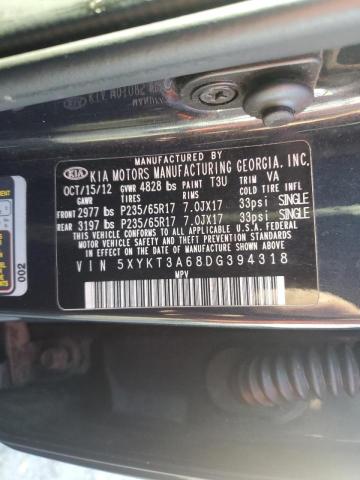 MANUFACTURED BY
KIA KIA MOTORS MANUFACTURING GEORGIA, INC.
OCT/15/12 GVWR 4828 lbs PAINT T3U TRIM VA
GAWR TIRES RIMS
FRONT 2977 lbs P235/65R17 7.0JX17 33psi SINGLE
REAR 3197 lbs P235/65R17 7.0JX17 33psi SINGLE
THIS VEHICLE CONFORMS TO ALL APPLICABLE
U.S. FEDERAL MOTOR VEHICLE SAFETY, BUMPER,
AND THEFT PREVENTION STANDARDS IN EFFECT
ON THE DATE OF MANUFACTURE SHOWN ABOVE.
VIN 5XYKT3A68DG394318
MPV
002